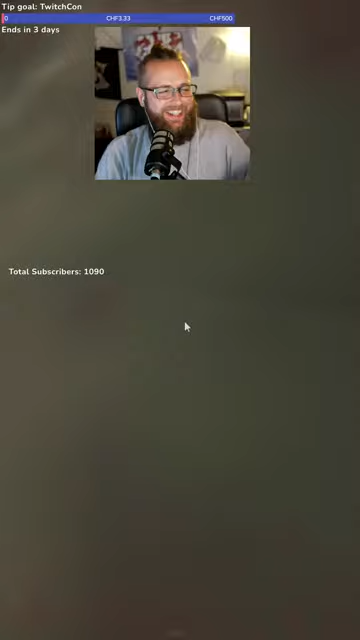 Tip goal: TwitchCon
0 CHF3.33 CHF500
Ends in 3 days
Total Subscribers: 1090